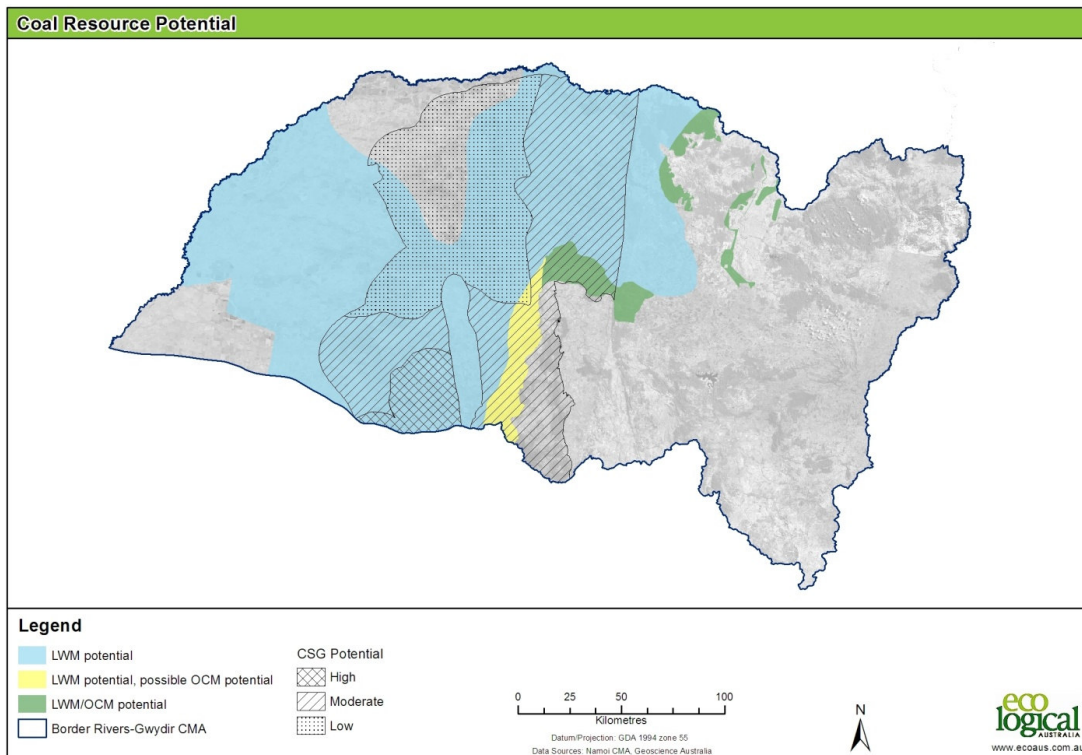 Coal Resource Potential
Legend
LWM potential
LWM potential, possible OCM potential
LWM/OCM potential
Border Rivers-Gwydir CMA
CSG Potential
High
Moderate
Low
0 25 50 100
Kilometres
Datum/Projection: GDA 1994 zone 55
Data Sources: Namoi CMA, Geoscience Australia
N
eco
logical
AUSTRALIA
www.ecoaus.com.au